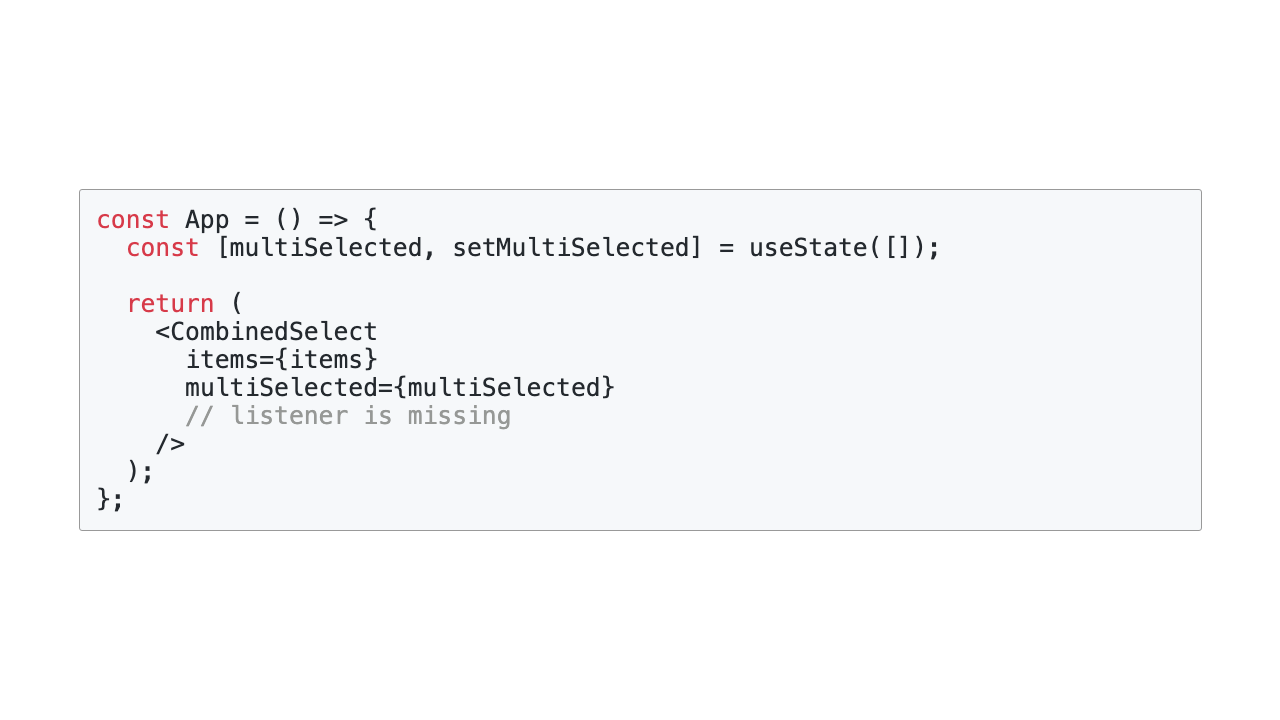 const App = () => {
  const [multiSelected, setMultiSelected] = useState([]);
  return (
    <CombinedSelect
      items={items}
      multiSelected={multiSelected}
      // listener is missing
    />
  );
};